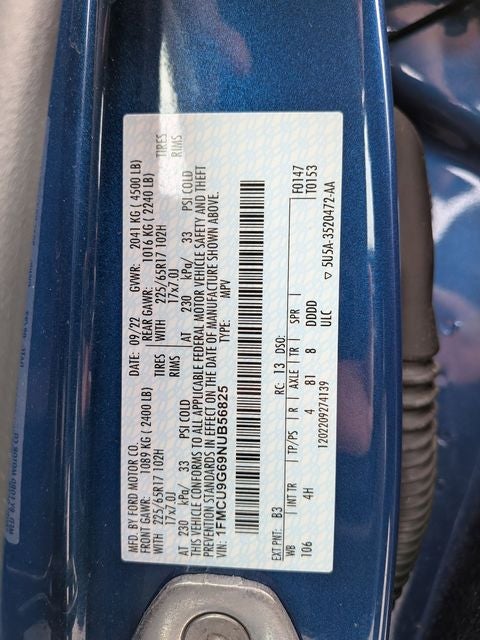 MFD. BY FORD MOTOR CO. DATE: 09/22 GVWR: 2041 KG ( 4500 LB)
FRONT GAWR: 1089 KG ( 2400 LB) REAR GAWR: 1016 KG ( 2240 LB)
WITH 225/65R17 102H TIRES WITH 225/65R17 102H TIRES
17x7.0J RIMS 17x7.0J RIMS
AT 230 kPa/ 33 PSI COLD AT 230 kPa/ 33 PSI COLD
THIS VEHICLE CONFORMS TO ALL APPLICABLE FEDERAL MOTOR VEHICLE SAFETY AND THEFT
PREVENTION STANDARDS IN EFFECT ON THE DATE OF MANUFACTURE SHOWN ABOVE.
VIN: 1FMCU9G69NUB56825 TYPE: MPV
F0147
EXT PNT: B3 RC: 13 DSO: T0153
WB INT TR TP/PS R AXLE TR SPR ▽ 5U5A-3520472-AA
106 4H 4 81 8 DDDD
1202209274139 ULC